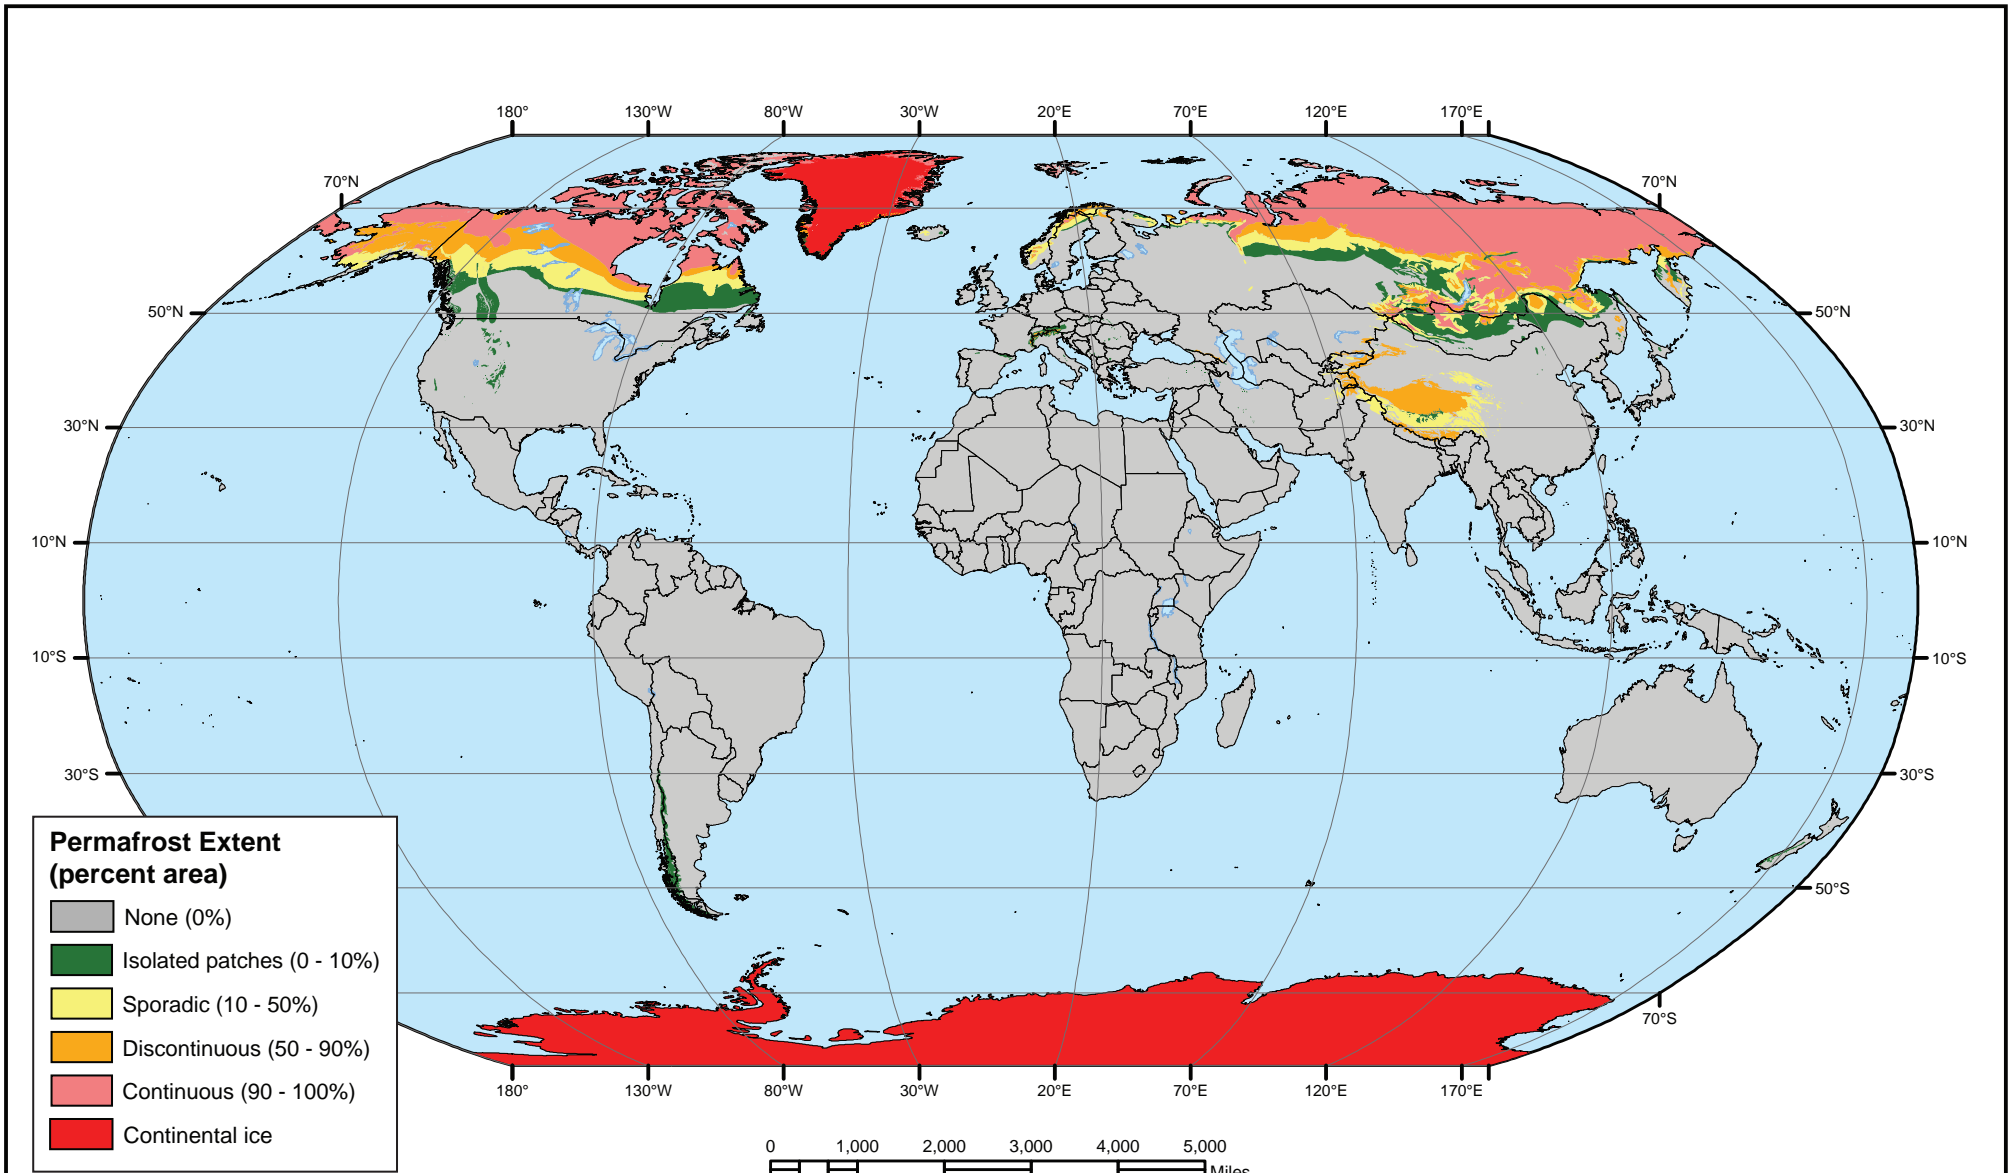 180° 130°W 80°W 30°W 20°E 70°E 120°E 170°E
70°N 70°N
50°N 50°N
30°N 30°N
10°N 10°N
10°S 10°S
30°S 30°S
Permafrost Extent
(percent area)
None (0%)
Isolated patches (0 - 10%)
Sporadic (10 - 50%)
Discontinuous (50 - 90%)
Continuous (90 - 100%)
Continental ice
50°S
70°S
180° 130°W 80°W 30°W 20°E 70°E 120°E 170°E
0 1,000 2,000 3,000 4,000 5,000
Miles